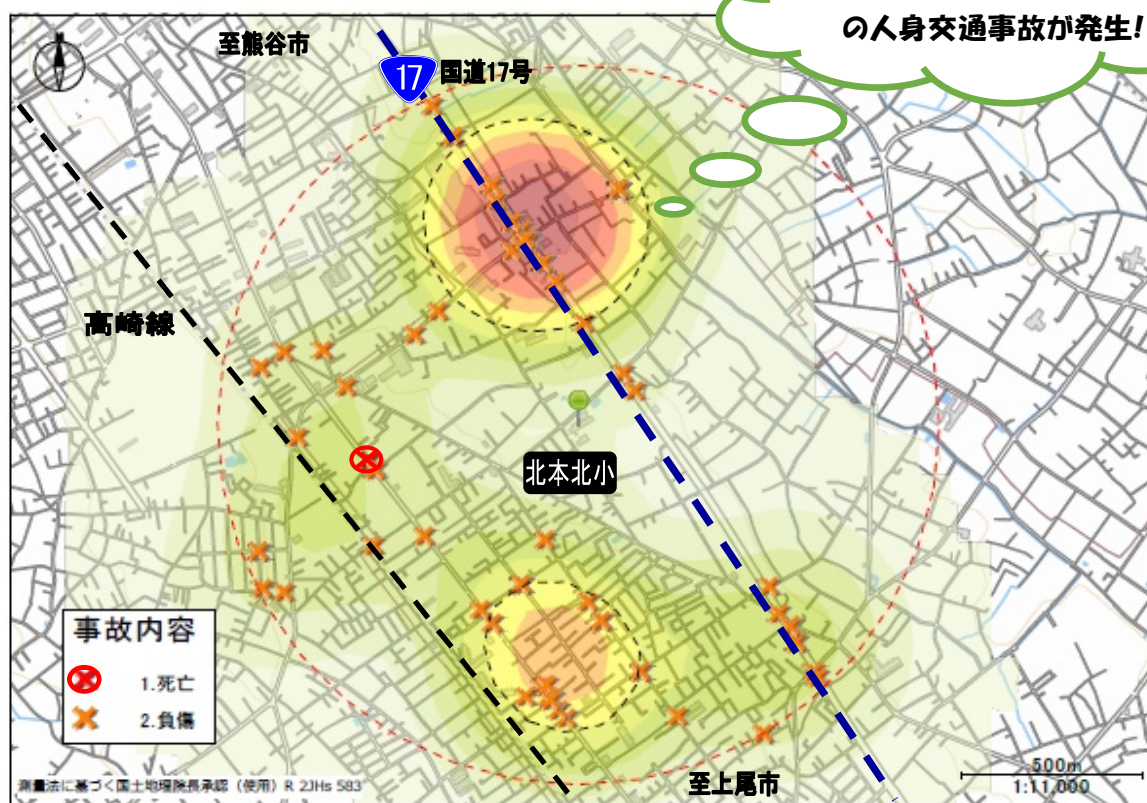 の人身交通事故が発生!
至熊谷市
17
国道17号
高崎線
北本北小
事故内容
1.死亡
2.負傷
至上尾市
500m
1:11,000
測量法に基づく国土地理院長承認(使用)R 2JHs 583